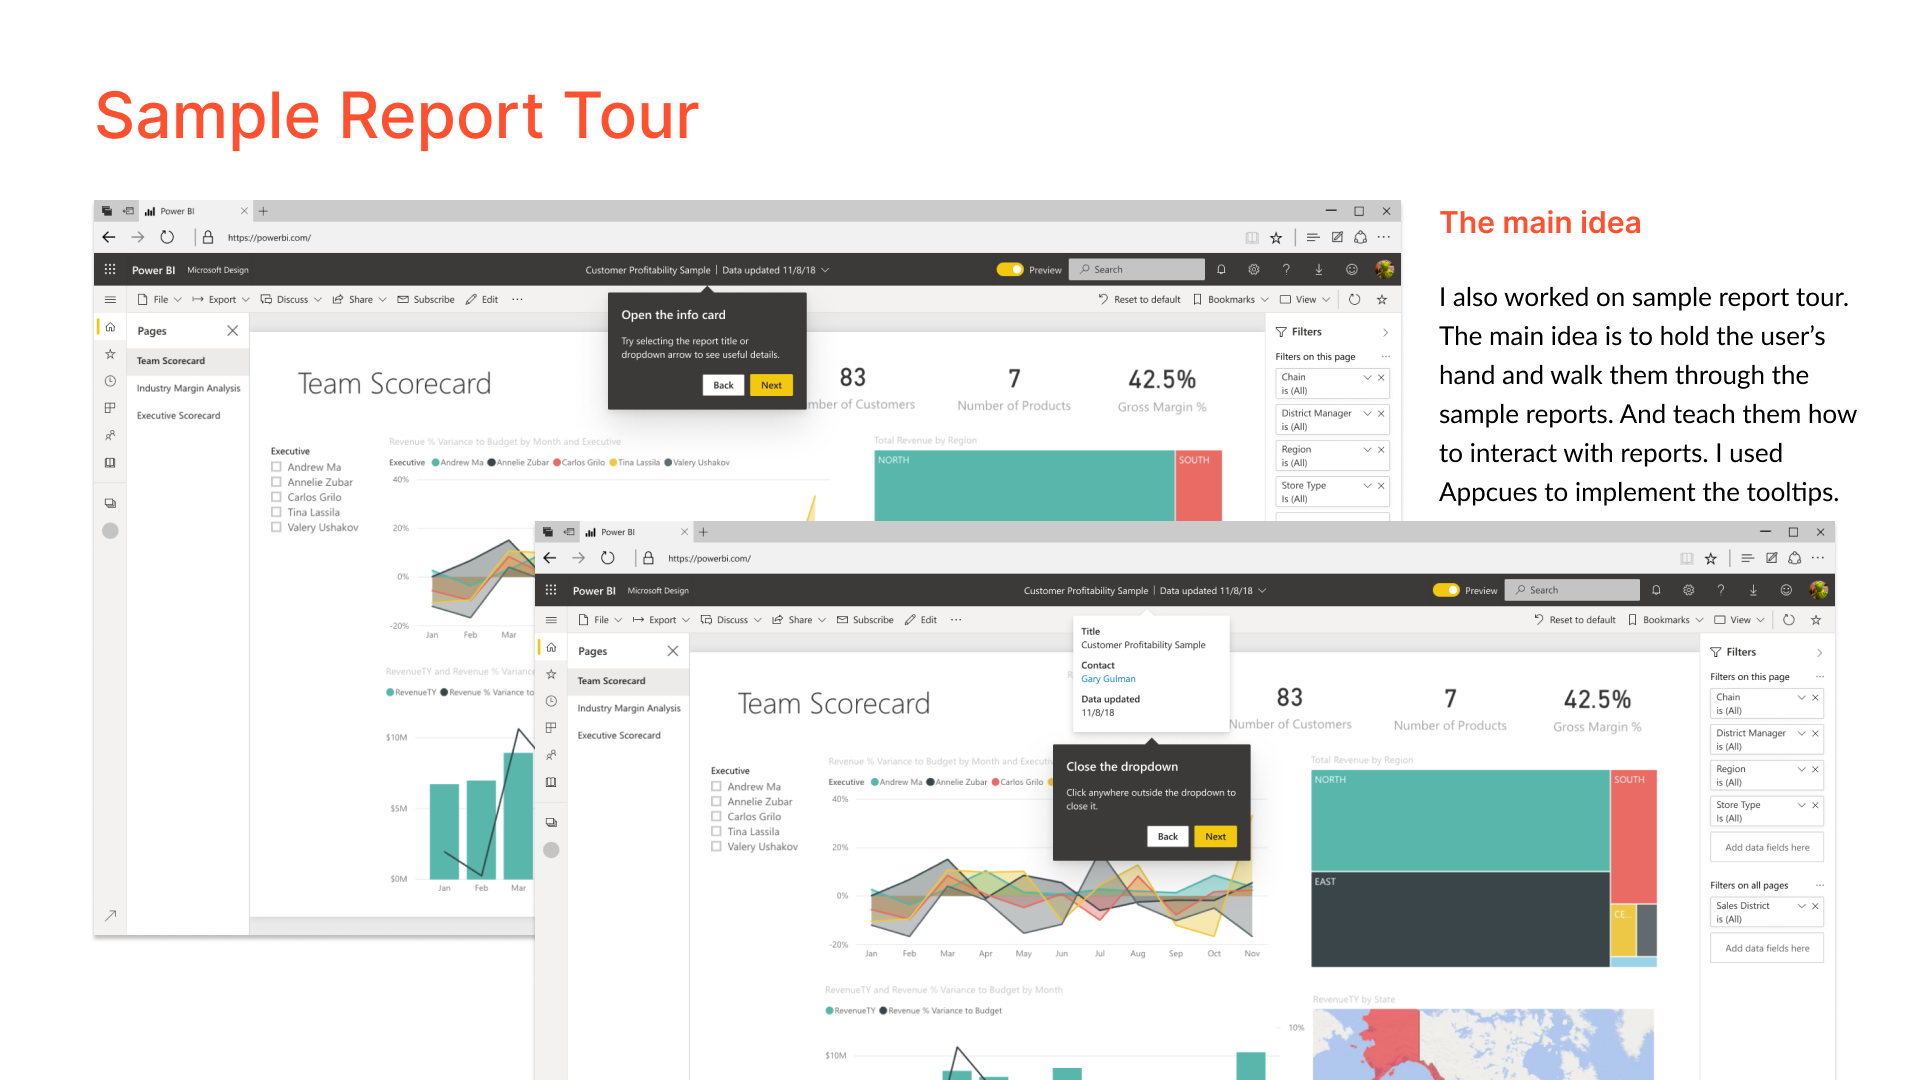 Sample Report Tour
The main idea
I also worked on sample report tour.
The main idea is to hold the user’s
hand and walk them through the
sample reports. And teach them how
to interact with reports. I used
Appcues to implement the tooltips.
Power BI
https://powerbi.com/
Power BI Microsoft Design
Customer Profitability Sample | Data updated 11/8/18
Preview
Search
File Export Discuss Share Subscribe Edit ···
Reset to default Bookmarks View
Pages
Team Scorecard
Industry Margin Analysis
Executive Scorecard
Open the info card
Try selecting the report title or
dropdown arrow to see useful details.
Back Next
Team Scorecard
83
mber of Customers
7
Number of Products
42.5%
Gross Margin %
Executive
Andrew Ma
Annelie Zubar
Carlos Grilo
Tina Lassila
Valery Ushakov
Revenue % Variance to Budget by Month and Executive
Executive Andrew Ma Annelie Zubar Carlos Grilo Tina Lassila Valery Ushakov
40%
20%
0%
-20%
Jan Feb Mar
Total Revenue by Region
NORTH SOUTH
Filters
Filters on this page ···
Chain
is (All)
District Manager
is (All)
Region
is (All)
Store Type
Is (All)
RevenueTY and Revenue % Variance
RevenueTY Revenue % Variance to
$10M
$5M
$0M
Jan Feb Mar
Power BI
https://powerbi.com/
Power BI Microsoft Design
Customer Profitability Sample | Data updated 11/8/18
Preview
Search
File Export Discuss Share Subscribe Edit ···
Reset to default Bookmarks View
Pages
Team Scorecard
Industry Margin Analysis
Executive Scorecard
Title
Customer Profitability Sample
Contact
Gary Gulman
Data updated
11/8/18
Close the dropdown
Click anywhere outside the dropdown to
close it.
Back Next
Team Scorecard
83
Number of Customers
7
Number of Products
42.5%
Gross Margin %
Executive
Andrew Ma
Annelie Zubar
Carlos Grilo
Tina Lassila
Valery Ushakov
Revenue % Variance to Budget by Month and Executive
Executive Andrew Ma Annelie Zubar Carlos Grilo
40%
20%
0%
-20%
Jan Feb Mar Apr May Jun Jul Aug Sep Oct Nov
Total Revenue by Region
NORTH SOUTH
EAST CE...
Filters
Filters on this page ···
Chain
is (All)
District Manager
is (All)
Region
is (All)
Store Type
Is (All)
Add data fields here
Filters on all pages ···
Sales District
is (All)
Add data fields here
RevenueTY and Revenue % Variance to Budget by Month
RevenueTY Revenue % Variance to Budget
$10M
10%
RevenueTY by State